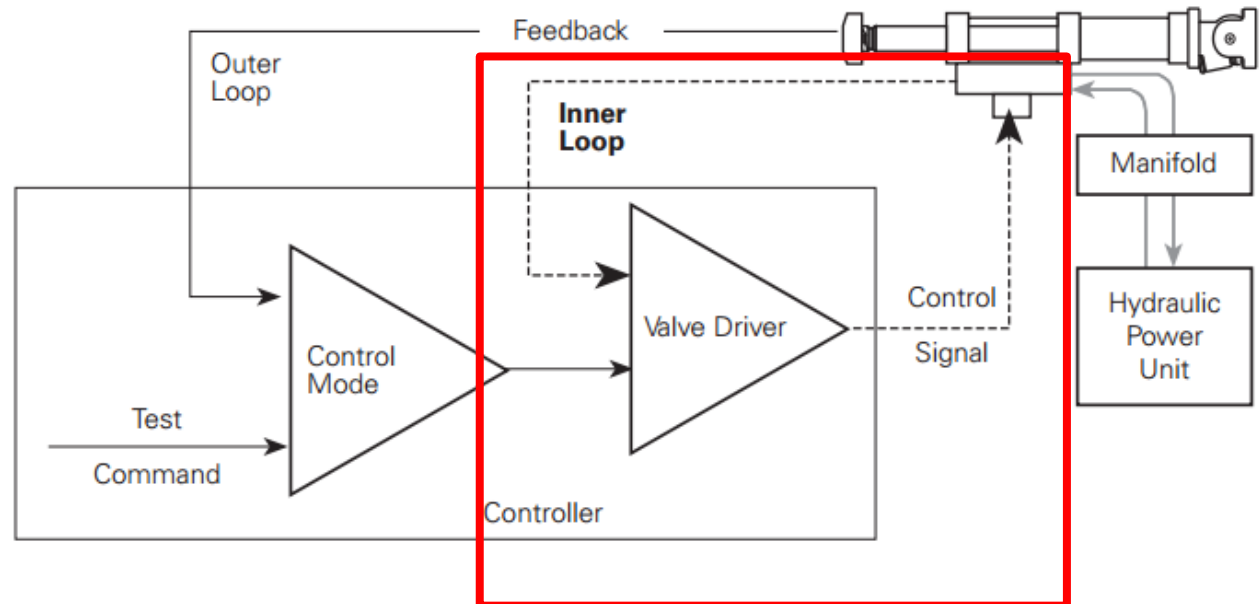 Feedback
Outer
Loop
Inner
Loop
Manifold
Control
Signal
Hydraulic
Power
Unit
Valve Driver
Control
Mode
Test
Command
Controller